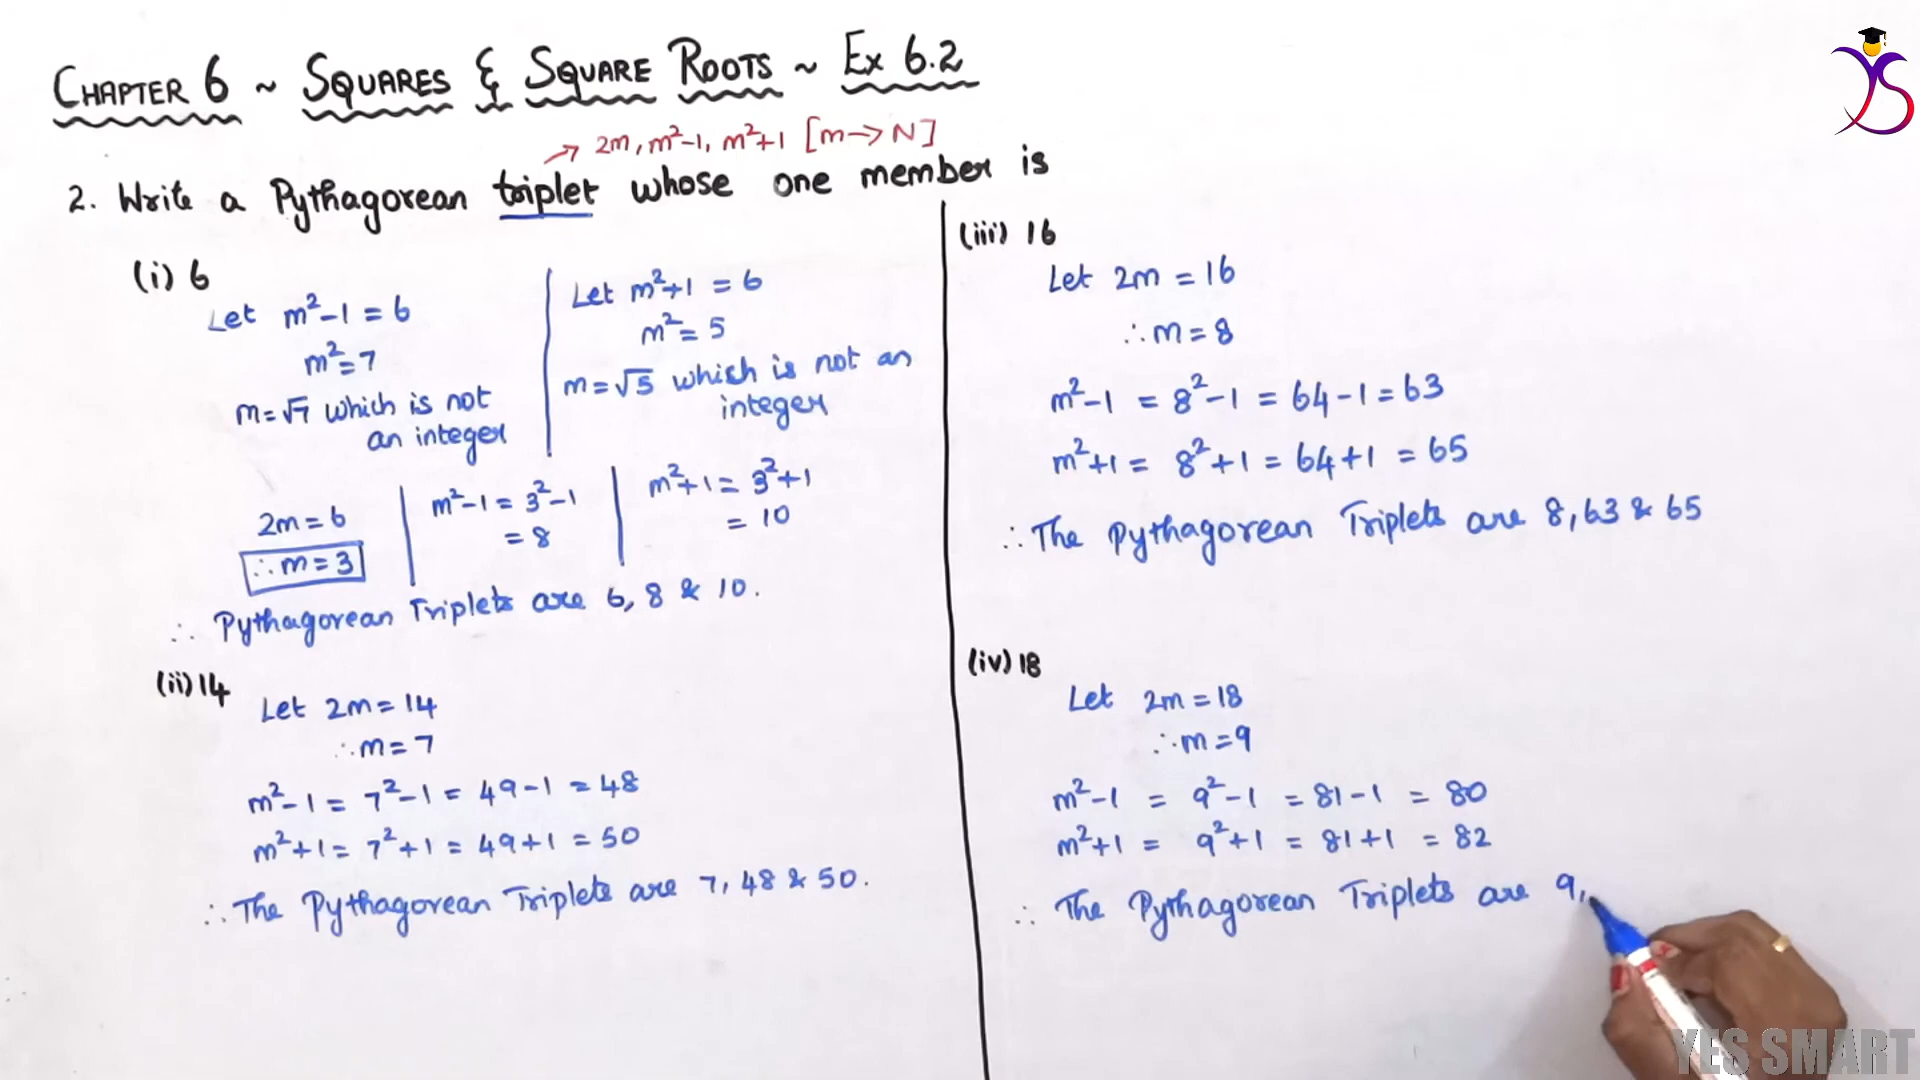 CHAPTER 6 ~ SQUARES & SQUARE ROOTS ~ Ex 6.2
2m, m²-1, m²+1 [m→N]
2. Write a Pythagorean triplet whose one member is
(i) 6
Let m²-1 = 6
m²=7
m=√7 which is not
an integer
Let m²+1 = 6
m²= 5
m=√5 which is not an
integer
2m=6
∴m=3
m²-1 = 3²-1
= 8
m²+1 = 3²+1
= 10
∴ Pythagorean Triplets are 6, 8 & 10.
(ii) 14
Let 2m=14
∴m=7
m²-1 = 7²-1 = 49-1 = 48
m²+1 = 7²+1 = 49+1 = 50
∴The Pythagorean Triplets are 7, 48 & 50.
(iii) 16
Let 2m = 16
∴m=8
m²-1 = 8²-1 = 64-1 = 63
m²+1 = 8²+1 = 64+1 = 65
∴The Pythagorean Triplets are 8, 63 & 65
(iv) 18
Let 2m=18
∴m=9
m²-1 = 9²-1 = 81-1 = 80
m²+1 = 9²+1 = 81+1 = 82
∴ The Pythagorean Triplets are 9,
YES SMART